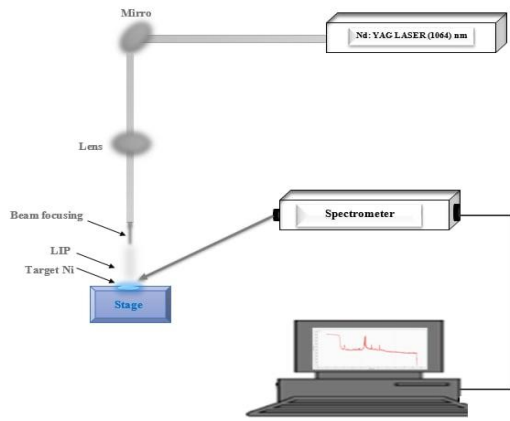 Mirro
Nd: YAG LASER (1064) nm
Lens
Beam focusing
Spectrometer
LIP
Target Ni
Stage